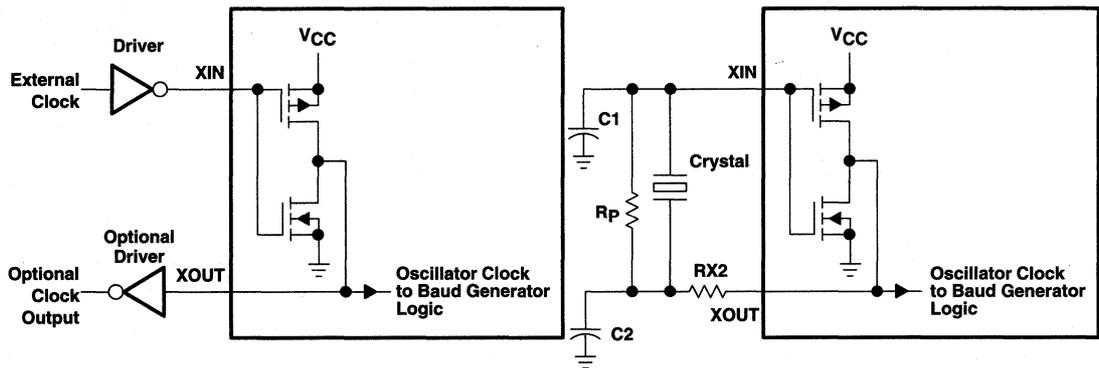 Driver
External
Clock
XIN
VCC
Optional
Driver
Optional
Clock
Output
XOUT
Oscillator Clock
to Baud Generator
Logic
XIN
VCC
C1
Crystal
RP
RX2
XOUT
C2
Oscillator Clock
to Baud Generator
Logic